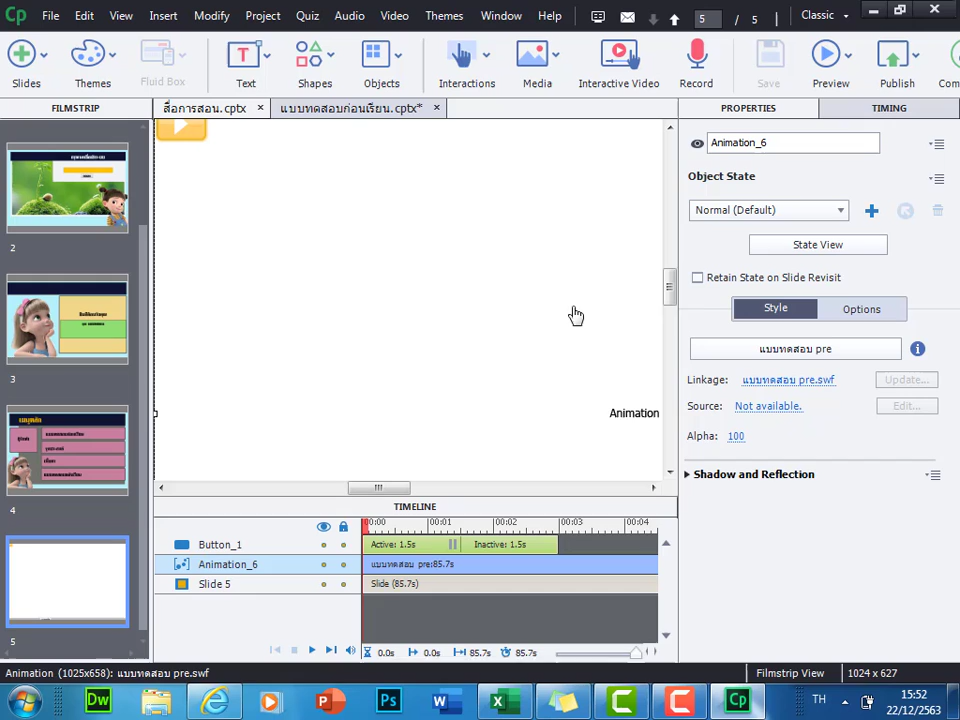 Cp File Edit View Insert Modify Project Quiz Audio Video Themes Window Help 5 / 5 Classic
Slides Themes Fluid Box Text Shapes Objects Interactions Media Interactive Video Record Save Preview Publish Com
FILMSTRIP สื่อการสอน.cptx × แบบทดสอบก่อนเรียน.cptx* × PROPERTIES TIMING
Animation_6
Object State
Normal (Default)
State View
Retain State on Slide Revisit
Style Options
แบบทดสอบ pre
Linkage: แบบทดสอบ pre.swf Update...
Source: Not available. Edit...
Alpha: 100
Shadow and Reflection
2
3
4
5
Animation
TIMELINE
00:00 00:01 00:02 00:03 00:04
Button_1 Active: 1.5s Inactive: 1.5s
Animation_6 แบบทดสอบ pre:85.7s
Slide 5 Slide (85.7s)
0.0s 0.0s 85.7s 85.7s
Animation (1025x658): แบบทดสอบ pre.swf Filmstrip View 1024 x 627
Dw Ps Cp TH 15:52
22/12/2563